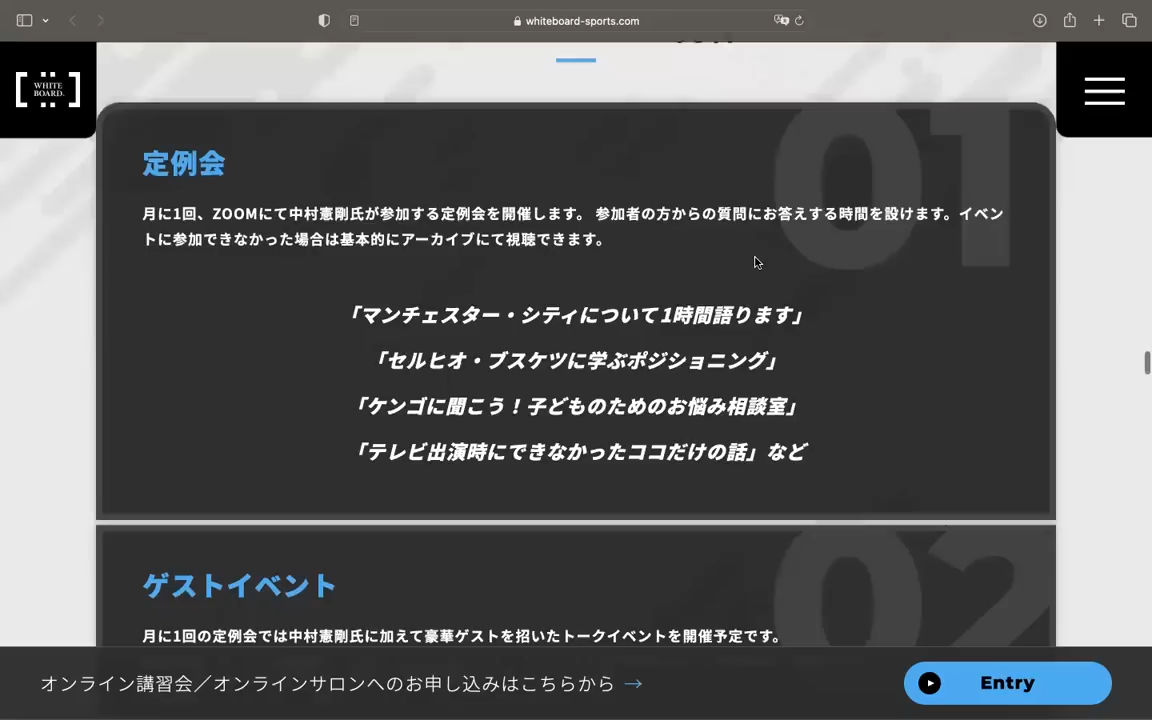 whiteboard-sports.com
WHITE
BOARD.
01
定例会
月に1回、ZOOMにて中村憲剛氏が参加する定例会を開催します。 参加者の方からの質問にお答えする時間を設けます。イベン
トに参加できなかった場合は基本的にアーカイブにて視聴できます。
「マンチェスター・シティについて1時間語ります」
「セルヒオ・ブスケツに学ぶポジショニング」
「ケンゴに聞こう！子どものためのお悩み相談室」
「テレビ出演時にできなかったココだけの話」など
02
ゲストイベント
月に1回の定例会では中村憲剛氏に加えて豪華ゲストを招いたトークイベントを開催予定です。
オンライン講習会／オンラインサロンへのお申し込みはこちらから →
Entry